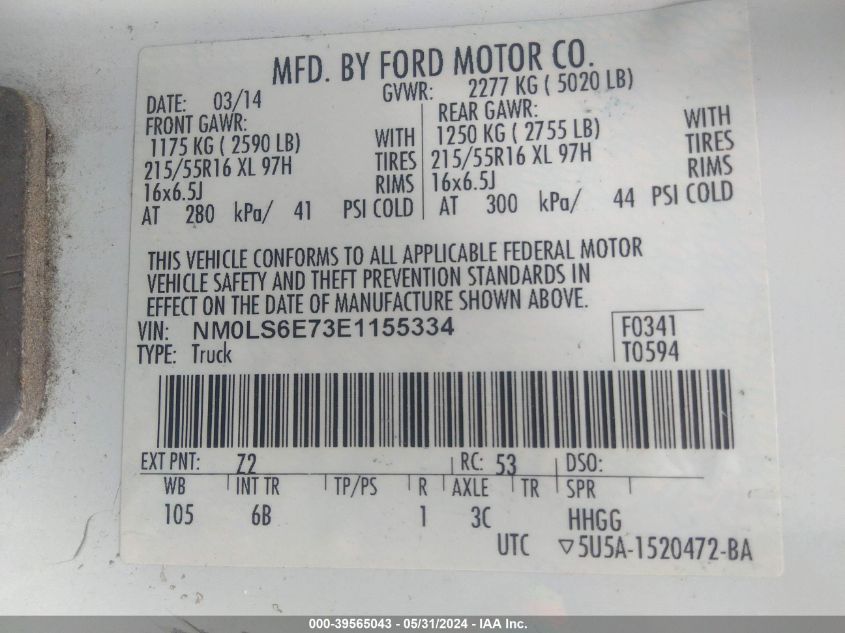 MFD. BY FORD MOTOR CO.
DATE: 03/14 GVWR: 2277 KG ( 5020 LB)
FRONT GAWR: REAR GAWR:
1175 KG ( 2590 LB) WITH 1250 KG ( 2755 LB) WITH
215/55R16 XL 97H TIRES 215/55R16 XL 97H TIRES
16x6.5J RIMS 16x6.5J RIMS
AT 280 kPa/ 41 PSI COLD AT 300 kPa/ 44 PSI COLD
THIS VEHICLE CONFORMS TO ALL APPLICABLE FEDERAL MOTOR
VEHICLE SAFETY AND THEFT PREVENTION STANDARDS IN
EFFECT ON THE DATE OF MANUFACTURE SHOWN ABOVE.
VIN: NM0LS6E73E1155334 F0341
TYPE: Truck T0594
EXT PNT: Z2 RC: 53 DSO:
WB INT TR TP/PS R AXLE TR SPR
105 6B 1 3C HHGG
UTC ▽5U5A-1520472-BA
000-39565043 - 05/31/2024 - IAA Inc.